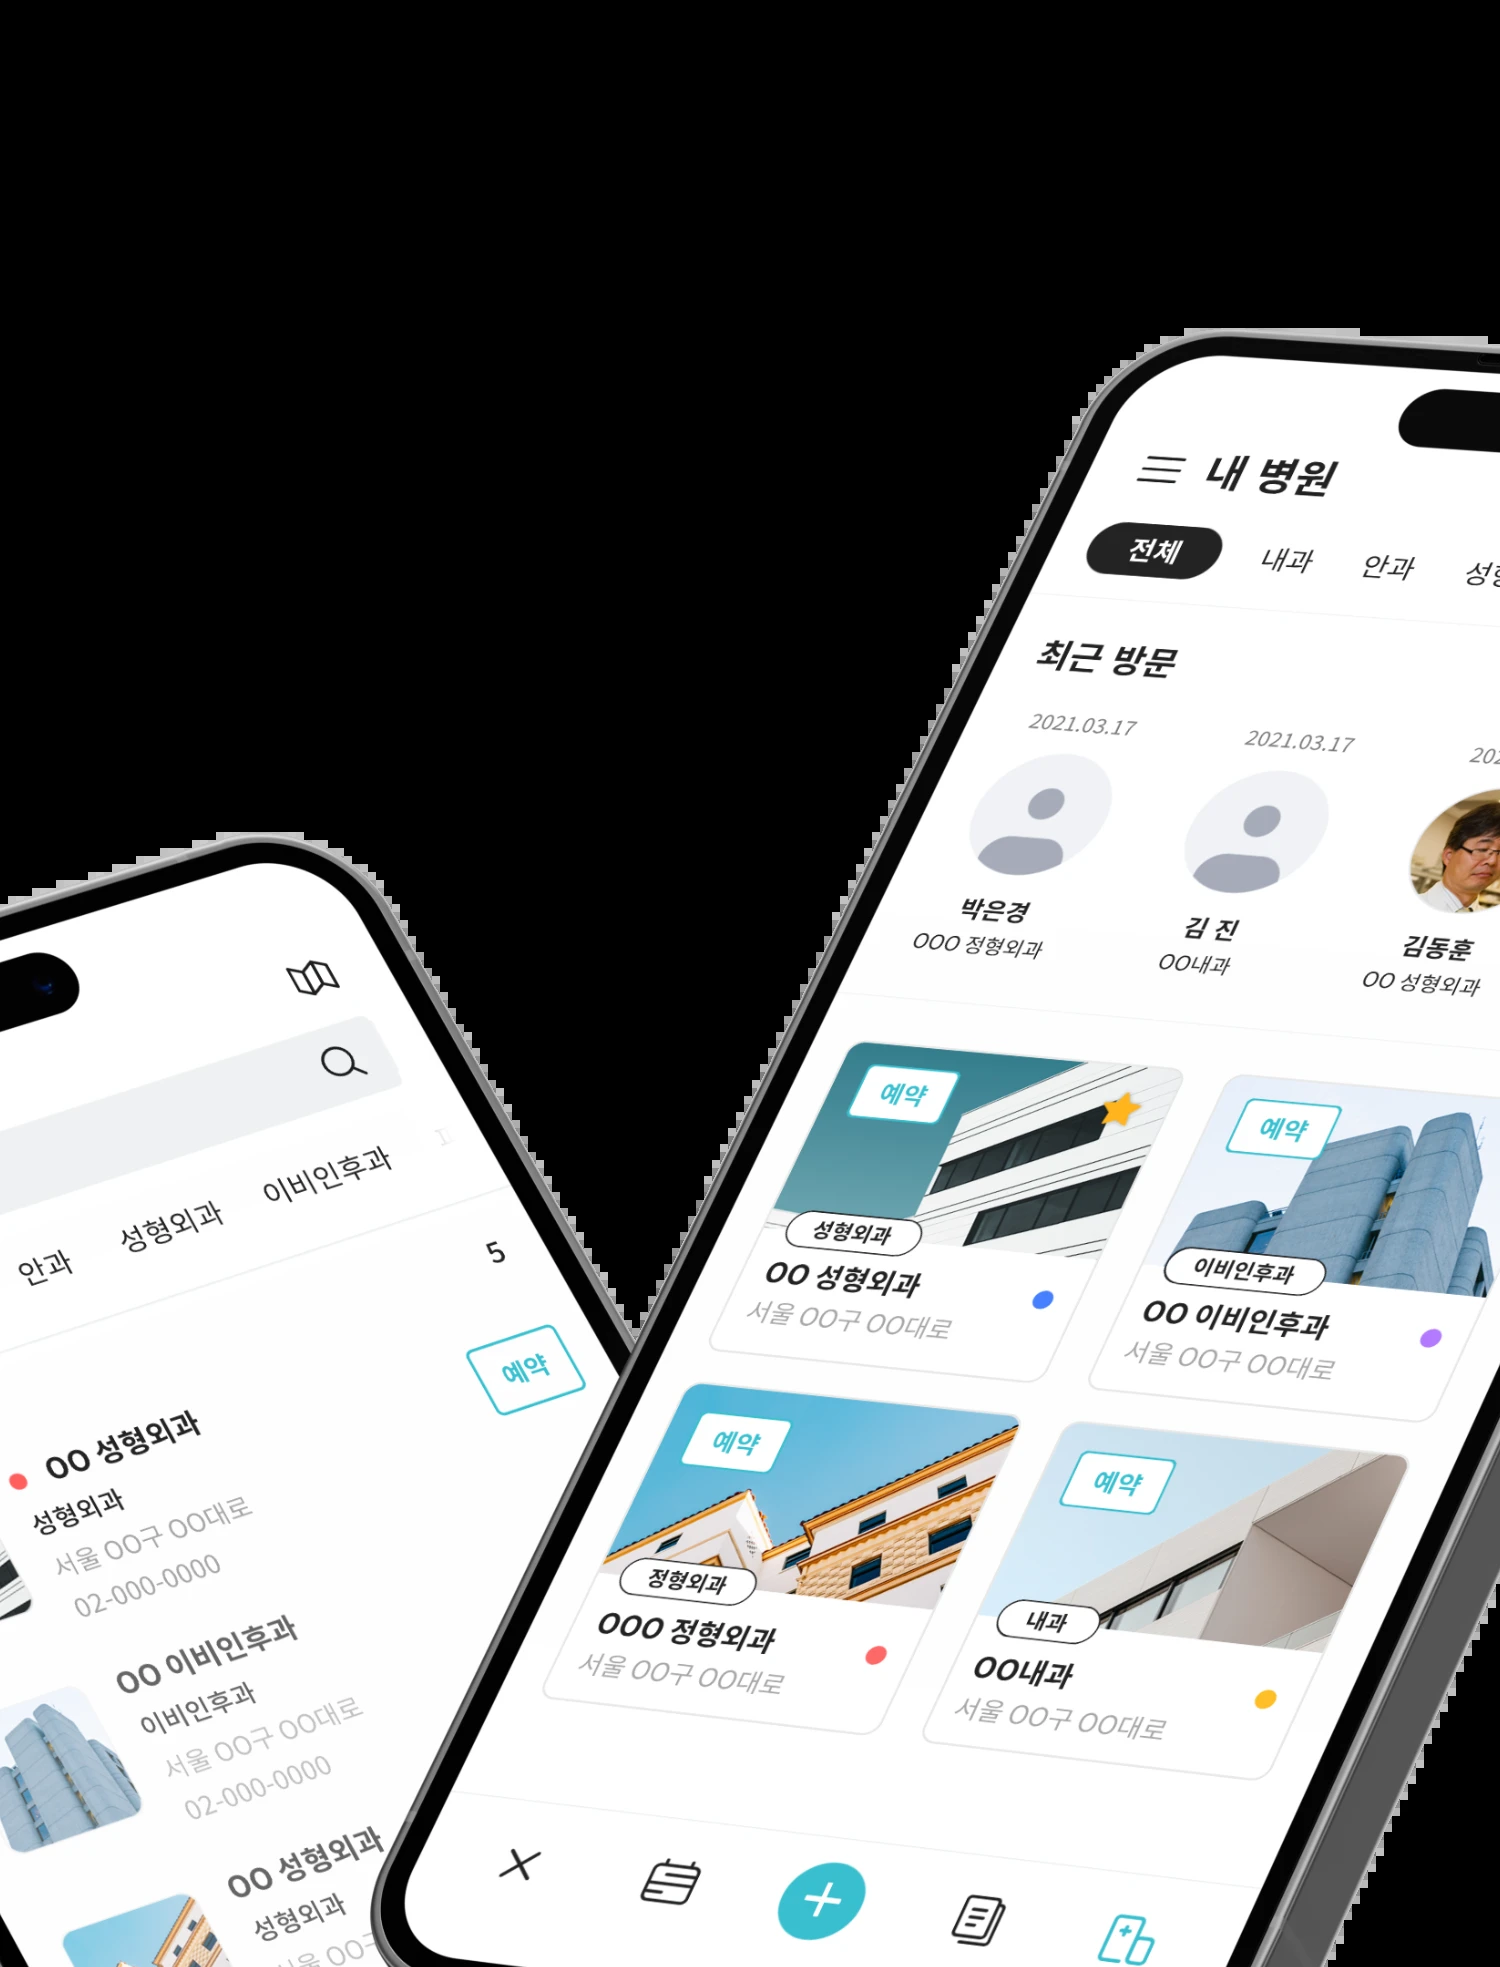 안과
성형외과
이비인후과
5
예약
OO 성형외과
성형외과
서울 OO구 OO대로
02-000-0000
OO 이비인후과
이비인후과
서울 OO구 OO대로
02-000-0000
OO 성형외과
성형외과
내 병원
전체
내과
안과
최근 방문
2021.03.17
2021.03.17
박은경
OOO 정형외과
김 진
OO내과
김동훈
OO 성형외과
예약
성형외과
OO 성형외과
서울 OO구 OO대로
예약
이비인후과
OO 이비인후과
서울 OO구 OO대로
예약
정형외과
OOO 정형외과
서울 OO구 OO대로
예약
내과
OO내과
서울 OO구 OO대로